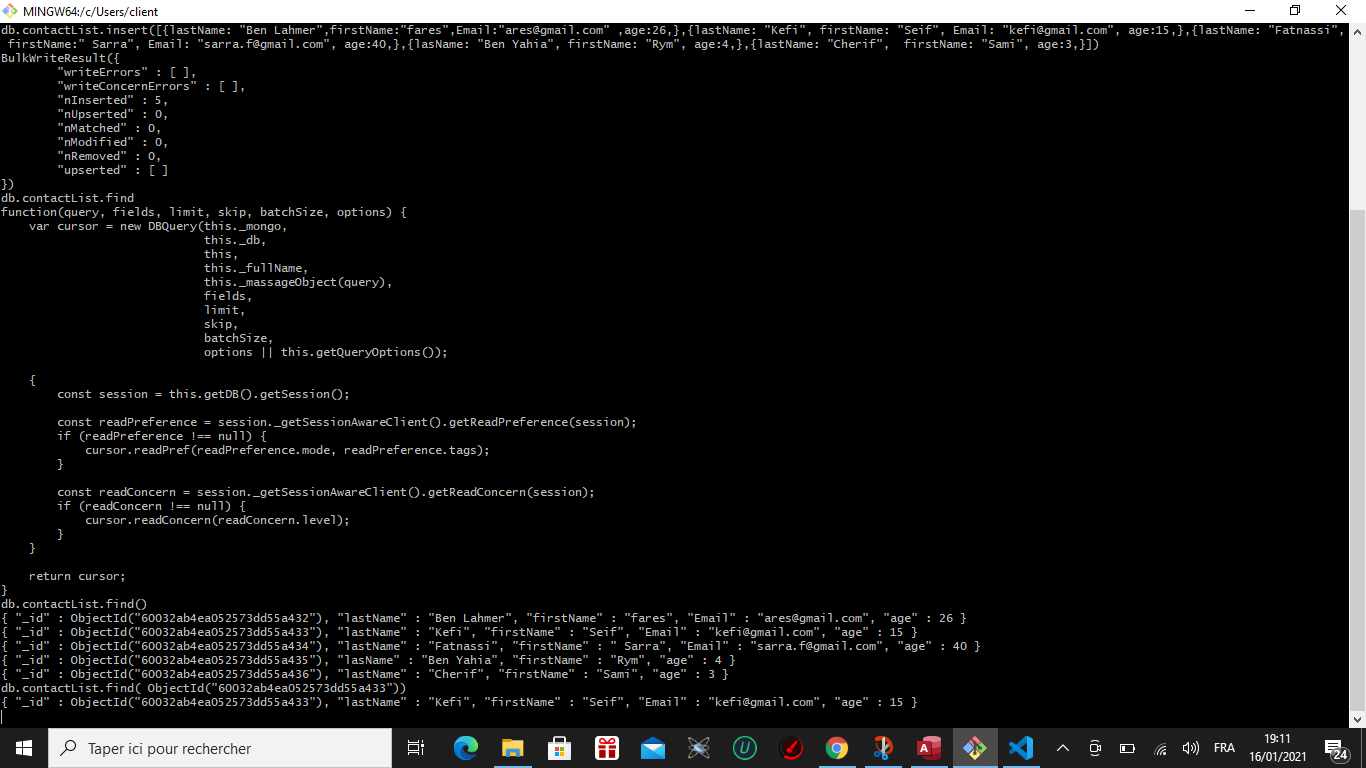 MINGW64:/c/Users/client
db.contactList.insert([{lastName: "Ben Lahmer",firstName:"fares",Email:"ares@gmail.com" ,age:26,},{lastName: "Kefi", firstName: "Seif", Email: "kefi@gmail.com", age:15,},{lastName: "Fatnassi",
 firstName:" Sarra", Email: "sarra.f@gmail.com", age:40,},{lasName: "Ben Yahia", firstName: "Rym", age:4,},{lastName: "Cherif",  firstName: "Sami", age:3,}])
BulkWriteResult({
        "writeErrors" : [ ],
        "writeConcernErrors" : [ ],
        "nInserted" : 5,
        "nUpserted" : 0,
        "nMatched" : 0,
        "nModified" : 0,
        "nRemoved" : 0,
        "upserted" : [ ]
})
db.contactList.find
function(query, fields, limit, skip, batchSize, options) {
    var cursor = new DBQuery(this._mongo,
                             this._db,
                             this,
                             this._fullName,
                             this._massageObject(query),
                             fields,
                             limit,
                             skip,
                             batchSize,
                             options || this.getQueryOptions());
    {
        const session = this.getDB().getSession();
        const readPreference = session._getSessionAwareClient().getReadPreference(session);
        if (readPreference !== null) {
            cursor.readPref(readPreference.mode, readPreference.tags);
        }
        const readConcern = session._getSessionAwareClient().getReadConcern(session);
        if (readConcern !== null) {
            cursor.readConcern(readConcern.level);
        }
    }
    return cursor;
}
db.contactList.find()
{ "_id" : ObjectId("60032ab4ea052573dd55a432"), "lastName" : "Ben Lahmer", "firstName" : "fares", "Email" : "ares@gmail.com", "age" : 26 }
{ "_id" : ObjectId("60032ab4ea052573dd55a433"), "lastName" : "Kefi", "firstName" : "Seif", "Email" : "kefi@gmail.com", "age" : 15 }
{ "_id" : ObjectId("60032ab4ea052573dd55a434"), "lastName" : "Fatnassi", "firstName" : " Sarra", "Email" : "sarra.f@gmail.com", "age" : 40 }
{ "_id" : ObjectId("60032ab4ea052573dd55a435"), "lasName" : "Ben Yahia", "firstName" : "Rym", "age" : 4 }
{ "_id" : ObjectId("60032ab4ea052573dd55a436"), "lastName" : "Cherif", "firstName" : "Sami", "age" : 3 }
db.contactList.find( ObjectId("60032ab4ea052573dd55a433"))
{ "_id" : ObjectId("60032ab4ea052573dd55a433"), "lastName" : "Kefi", "firstName" : "Seif", "Email" : "kefi@gmail.com", "age" : 15 }
Taper ici pour rechercher
FRA
19:11
16/01/2021
24